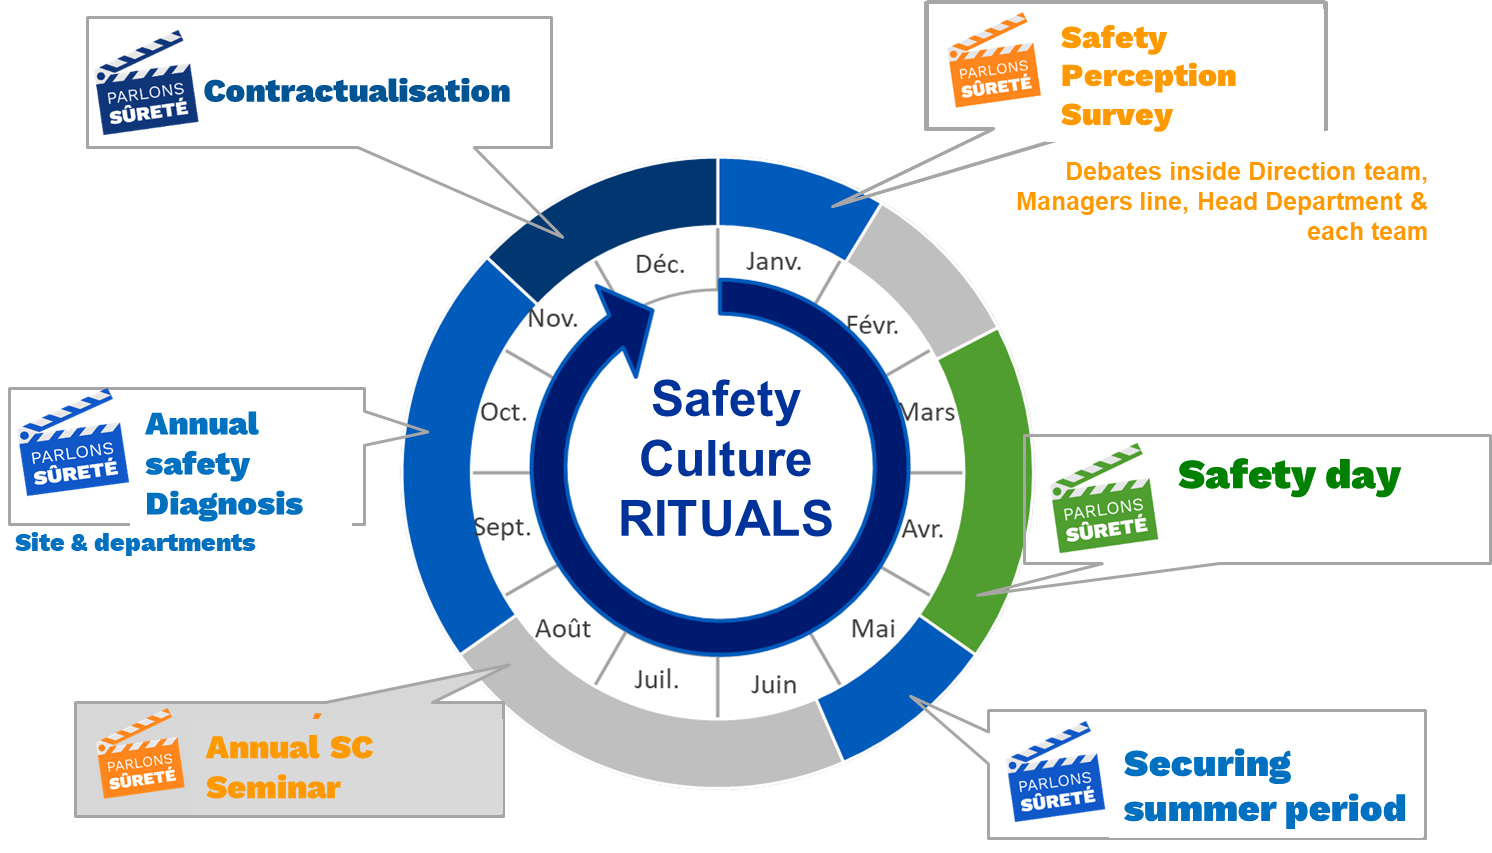 PARLONS
SÛRETÉ
Contractualisation
PARLONS
SÛRETÉ
Safety
Perception
Survey
Debates inside Direction team,
Managers line, Head Department &
each team
Déc.
Janv.
Nov.
Févr.
Oct.
Mars
Sept.
Avr.
Août
Mai
Juil.
Juin
Safety
Culture
RITUALS
PARLONS
SÛRETÉ
Annual
safety
Diagnosis
Site & departments
PARLONS
SÛRETÉ
Safety day
PARLONS
SÛRETÉ
Annual SC
Seminar
PARLONS
SÛRETÉ
Securing
summer period